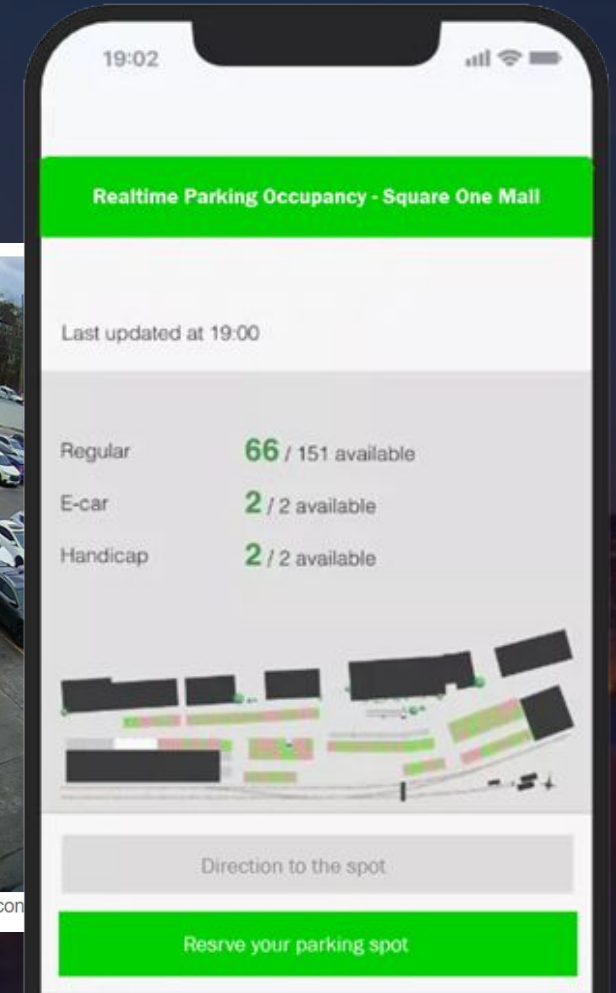 19:02
Realtime Parking Occupancy - Square One Mall
Last updated at 19:00
Regular 66 / 151 available
E-car 2 / 2 available
Handicap 2 / 2 available
Direction to the spot
con
Resrve your parking spot